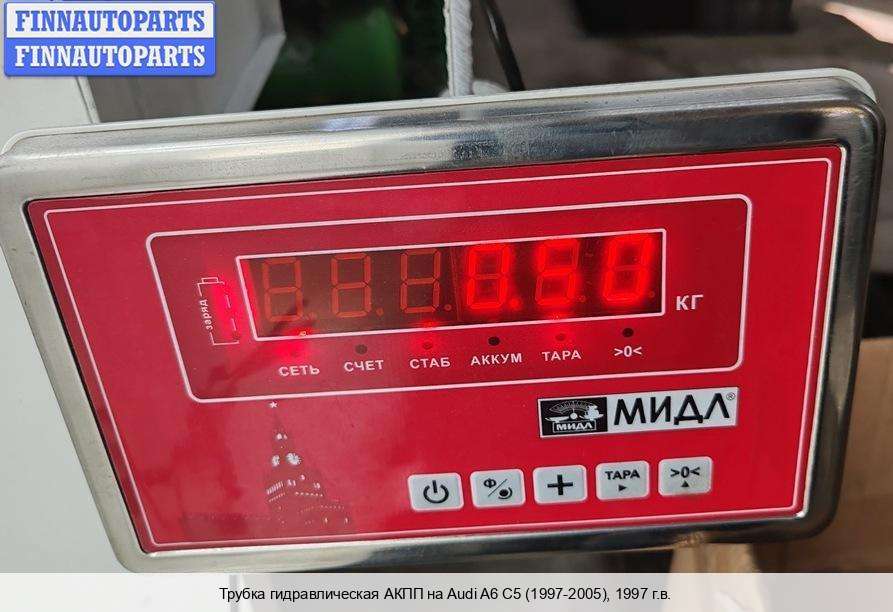 FINNAUTOPARTS
FINNAUTOPARTS
0.50 КГ
заряд
СЕТЬ СЧЕТ СТАБ АККУМ ТАРА >0<
МИДЛ МИДЛ®
Ф/ + ТАРА >0<
Трубка гидравлическая АКПП на Audi A6 C5 (1997-2005), 1997 г.в.